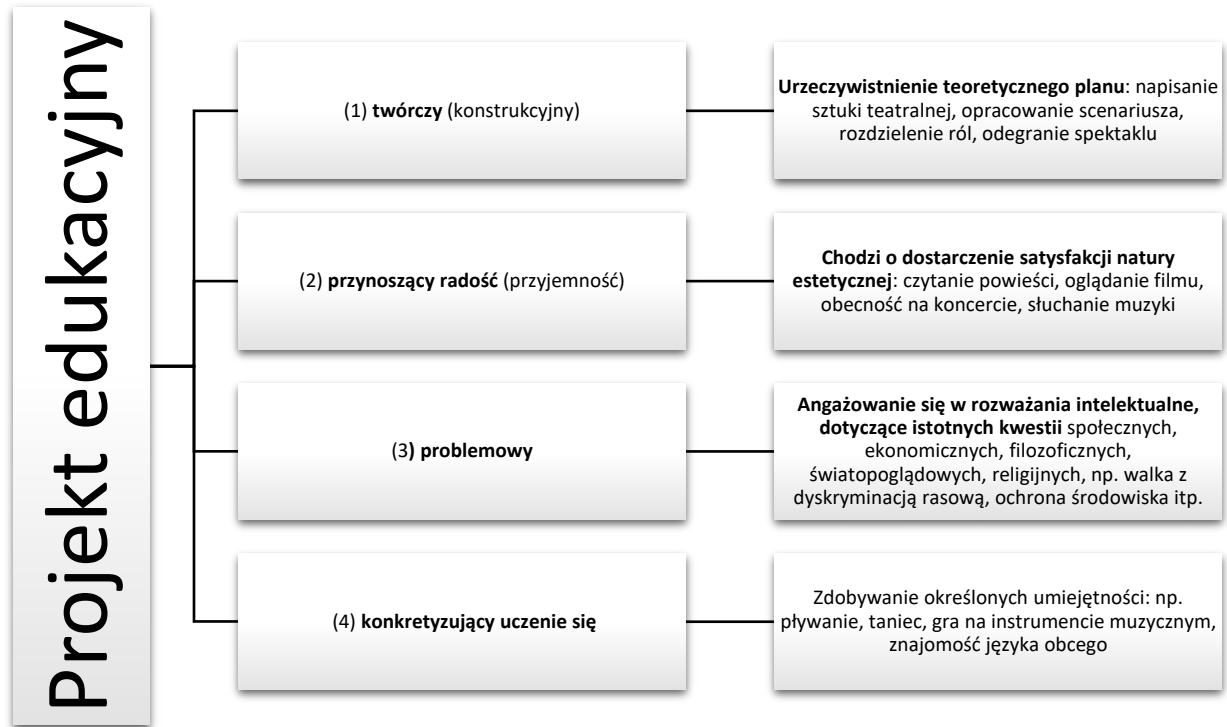 Projekt edukacyjny
(1) twórczy (konstrukcyjny)
Urzeczywistnienie teoretycznego planu: napisanie
sztuki teatralnej, opracowanie scenariusza,
rozdzielenie ról, odegranie spektaklu
(2) przynoszący radość (przyjemność)
Chodzi o dostarczenie satysfakcji natury
estetycznej: czytanie powieści, oglądanie filmu,
obecność na koncercie, słuchanie muzyki
(3) problemowy
Angażowanie się w rozważania intelektualne,
dotyczące istotnych kwestii społecznych,
ekonomicznych, filozoficznych,
światopoglądowych, religijnych, np. walka z
dyskryminacją rasową, ochrona środowiska itp.
(4) konkretyzujący uczenie się
Zdobywanie określonych umiejętności: np.
pływanie, taniec, gra na instrumencie muzycznym,
znajomość języka obcego